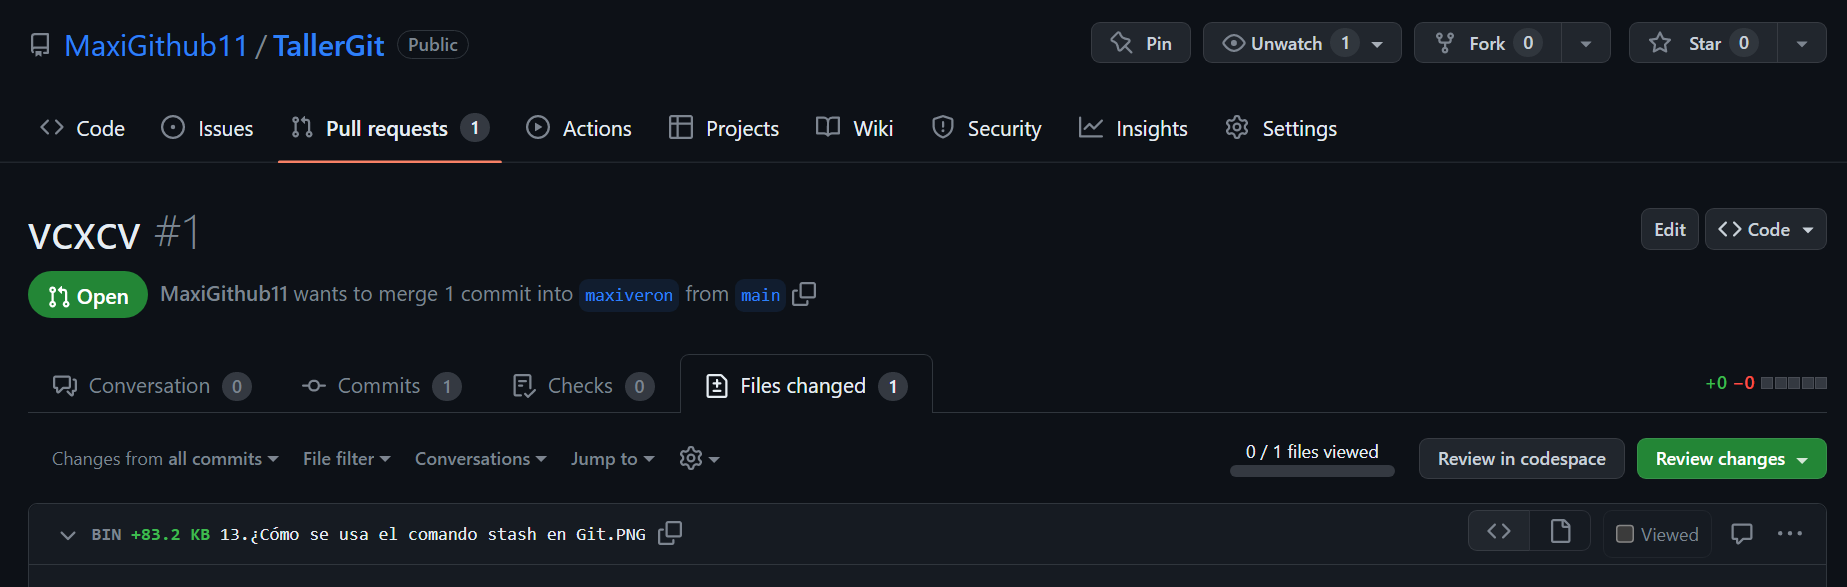 MaxiGithub11 / TallerGit Public Pin Unwatch 1 Fork 0 Star 0
Code Issues Pull requests 1 Actions Projects Wiki Security Insights Settings
vcxcv #1 Edit Code
Open MaxiGithub11 wants to merge 1 commit into maxiveron from main
Conversation 0 Commits 1 Checks 0 Files changed 1 +0 −0
Changes from all commits File filter Conversations Jump to 0 / 1 files viewed Review in codespace Review changes
BIN +83.2 KB 13.¿Cómo se usa el comando stash en Git.PNG Viewed